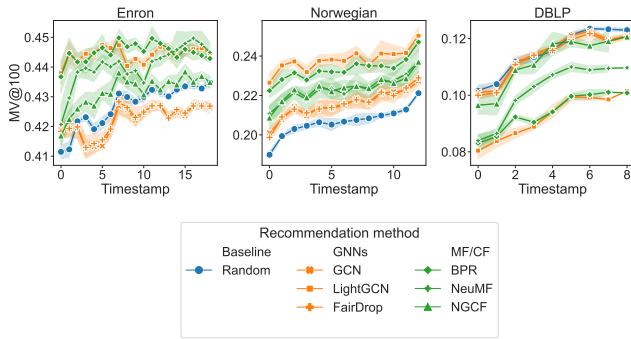 Enron Norwegian DBLP
MV@100
0.45
0.44
0.43
0.42
0.41
0.24
0.22
0.20
0.12
0.10
0.08
0 5 10 15 0 5 10 0 2 4 6 8
Timestamp Timestamp Timestamp
Recommendation method
Baseline GNNs MF/CF
Random GCN BPR
LightGCN NeuMF
FairDrop NGCF